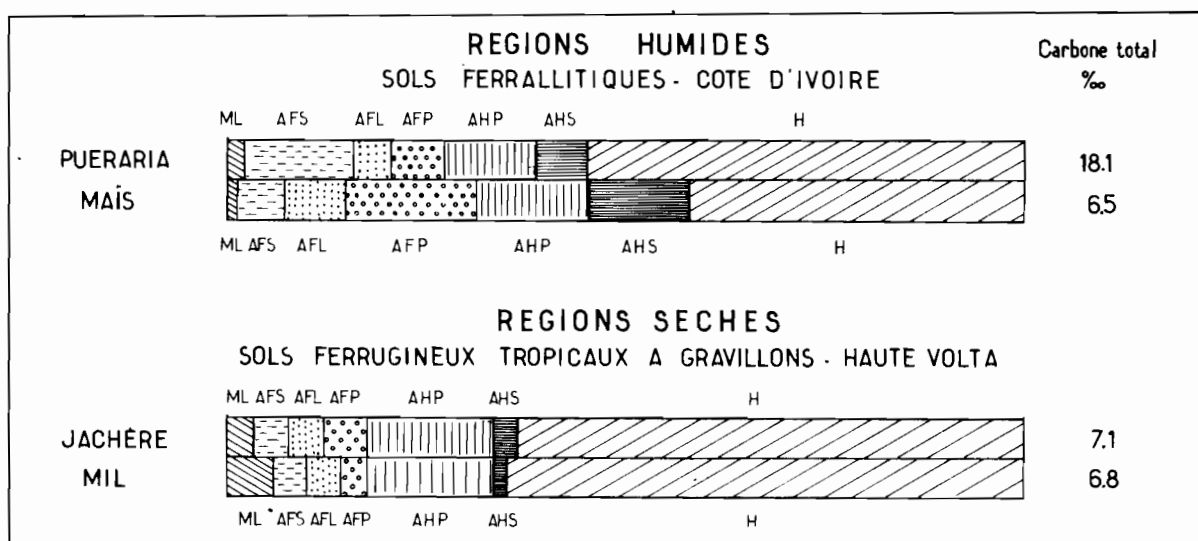 REGIONS HUMIDES
Carbone total
SOLS FERRALLITIQUES - COTE D'IVOIRE
‰
ML AFS AFL AFP AHP AHS H
PUERARIA 18.1
MAÏS 6.5
ML AFS AFL AFP AHP AHS H
REGIONS SECHES
SOLS FERRUGINEUX TROPICAUX A GRAVILLONS - HAUTE VOLTA
ML AFS AFL AFP AHP AHS H
JACHÈRE 7.1
MIL 6.8
ML AFS AFL AFP AHP AHS H